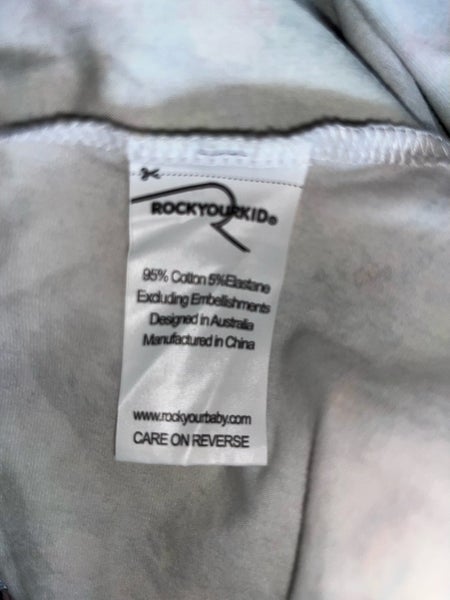 ROCKYOURKID®
95% Cotton 5%Elastane
Excluding Embellishments
Designed in Australia
Manufactured in China
www.rockyourbaby.com
CARE ON REVERSE